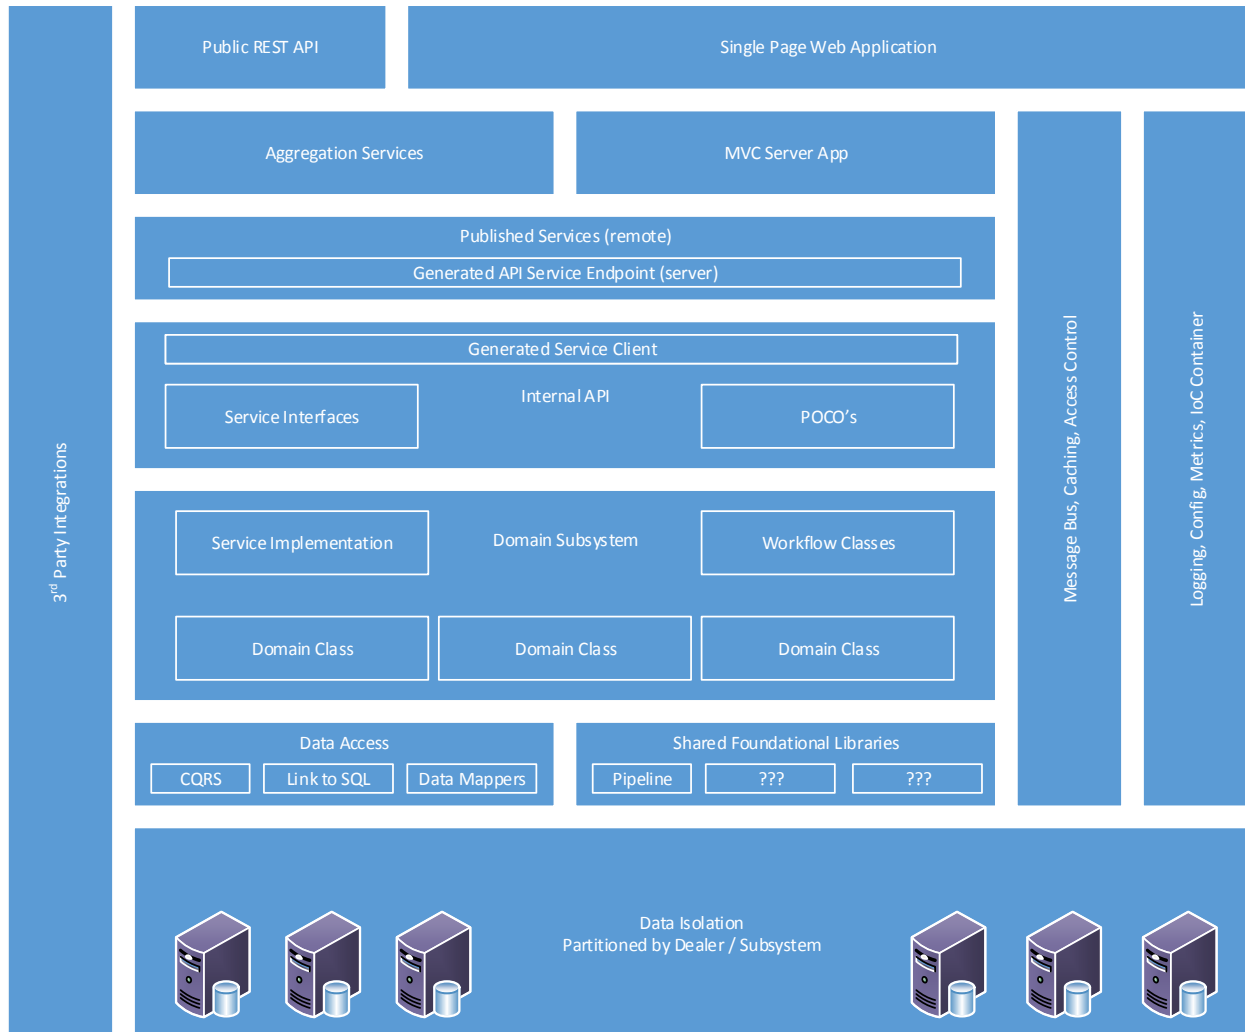 Public REST API
Single Page Web Application
Aggregation Services
MVC Server App
Published Services (remote)
Generated API Service Endpoint (server)
Generated Service Client
Internal API
Service Interfaces
POCO's
Service Implementation
Domain Subsystem
Workflow Classes
Domain Class
Domain Class
Domain Class
Data Access
CQRS
Link to SQL
Data Mappers
Shared Foundational Libraries
Pipeline
???
???
Data Isolation
Partitioned by Dealer / Subsystem
3rd Party Integrations
Message Bus, Caching, Access Control
Logging, Config, Metrics, IoC Container